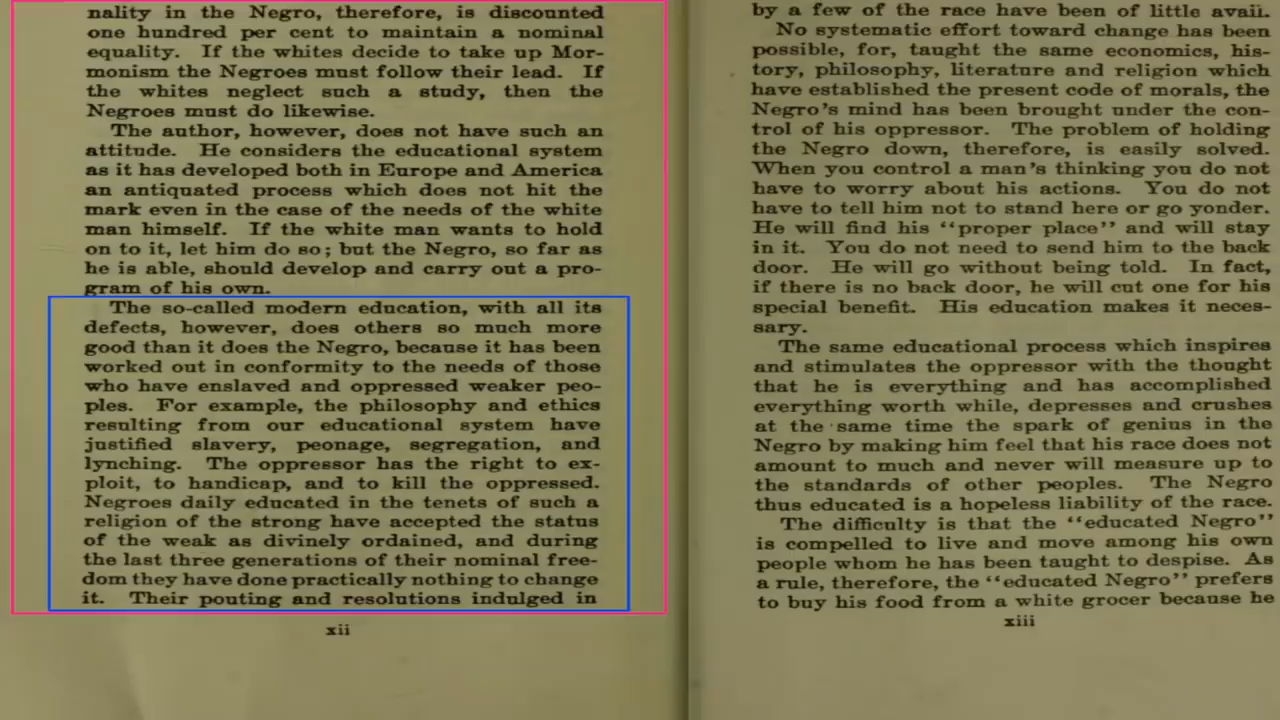 nality in the Negro, therefore, is discounted
one hundred per cent to maintain a nominal
equality. If the whites decide to take up Mor-
monism the Negroes must follow their lead. If
the whites neglect such a study, then the
Negroes must do likewise.
The author, however, does not have such an
attitude. He considers the educational system
as it has developed both in Europe and America
an antiquated process which does not hit the
mark even in the case of the needs of the white
man himself. If the white man wants to hold
on to it, let him do so; but the Negro, so far as
he is able, should develop and carry out a pro-
gram of his own.
The so-called modern education, with all its
defects, however, does others so much more
good than it does the Negro, because it has been
worked out in conformity to the needs of those
who have enslaved and oppressed weaker peo-
ples. For example, the philosophy and ethics
resulting from our educational system have
justified slavery, peonage, segregation, and
lynching. The oppressor has the right to ex-
ploit, to handicap, and to kill the oppressed.
Negroes daily educated in the tenets of such a
religion of the strong have accepted the status
of the weak as divinely ordained, and during
the last three generations of their nominal free-
dom they have done practically nothing to change
it. Their pouting and resolutions indulged in
xii
by a few of the race have been of little avail.
No systematic effort toward change has been
possible, for, taught the same economics, his-
tory, philosophy, literature and religion which
have established the present code of morals, the
Negro's mind has been brought under the con-
trol of his oppressor. The problem of holding
the Negro down, therefore, is easily solved.
When you control a man's thinking you do not
have to worry about his actions. You do not
have to tell him not to stand here or go yonder.
He will find his "proper place" and will stay
in it. You do not need to send him to the back
door. He will go without being told. In fact,
if there is no back door, he will cut one for his
special benefit. His education makes it neces-
sary.
The same educational process which inspires
and stimulates the oppressor with the thought
that he is everything and has accomplished
everything worth while, depresses and crushes
at the same time the spark of genius in the
Negro by making him feel that his race does not
amount to much and never will measure up to
the standards of other peoples. The Negro
thus educated is a hopeless liability of the race.
The difficulty is that the "educated Negro"
is compelled to live and move among his own
people whom he has been taught to despise. As
a rule, therefore, the "educated Negro" prefers
to buy his food from a white grocer because he
xiii